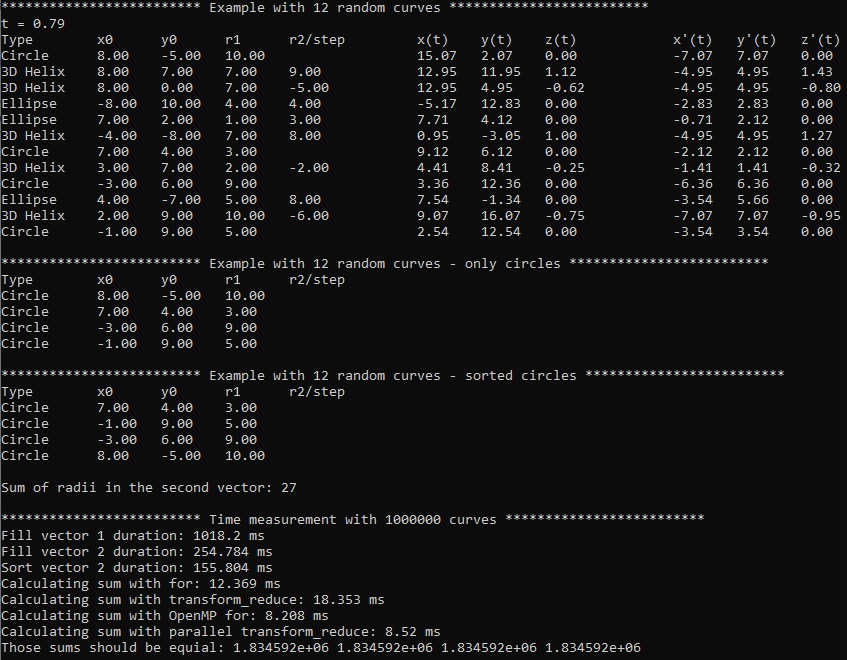 ************************* Example with 12 random curves *************************
t = 0.79
Type        x0      y0      r1      r2/step         x(t)    y(t)    z(t)            x'(t)   y'(t)   z'(t)
Circle      8.00    -5.00   10.00                   15.07   2.07    0.00            -7.07   7.07    0.00
3D Helix    8.00    7.00    7.00    9.00            12.95   11.95   1.12            -4.95   4.95    1.43
3D Helix    8.00    0.00    7.00    -5.00           12.95   4.95    -0.62           -4.95   4.95    -0.80
Ellipse     -8.00   10.00   4.00    4.00            -5.17   12.83   0.00            -2.83   2.83    0.00
Ellipse     7.00    2.00    1.00    3.00            7.71    4.12    0.00            -0.71   2.12    0.00
3D Helix    -4.00   -8.00   7.00    8.00            0.95    -3.05   1.00            -4.95   4.95    1.27
Circle      7.00    4.00    3.00                    9.12    6.12    0.00            -2.12   2.12    0.00
3D Helix    3.00    7.00    2.00    -2.00           4.41    8.41    -0.25           -1.41   1.41    -0.32
Circle      -3.00   6.00    9.00                    3.36    12.36   0.00            -6.36   6.36    0.00
Ellipse     4.00    -7.00   5.00    8.00            7.54    -1.34   0.00            -3.54   5.66    0.00
3D Helix    2.00    9.00    10.00   -6.00           9.07    16.07   -0.75           -7.07   7.07    -0.95
Circle      -1.00   9.00    5.00                    2.54    12.54   0.00            -3.54   3.54    0.00
************************* Example with 12 random curves - only circles *************************
Type        x0      y0      r1      r2/step
Circle      8.00    -5.00   10.00
Circle      7.00    4.00    3.00
Circle      -3.00   6.00    9.00
Circle      -1.00   9.00    5.00
************************* Example with 12 random curves - sorted circles *************************
Type        x0      y0      r1      r2/step
Circle      7.00    4.00    3.00
Circle      -1.00   9.00    5.00
Circle      -3.00   6.00    9.00
Circle      8.00    -5.00   10.00
Sum of radii in the second vector: 27
************************* Time measurement with 1000000 curves *************************
Fill vector 1 duration: 1018.2 ms
Fill vector 2 duration: 254.784 ms
Sort vector 2 duration: 155.804 ms
Calculating sum with for: 12.369 ms
Calculating sum with transform_reduce: 18.353 ms
Calculating sum with OpenMP for: 8.208 ms
Calculating sum with parallel transform_reduce: 8.52 ms
Those sums should be equial: 1.834592e+06 1.834592e+06 1.834592e+06 1.834592e+06